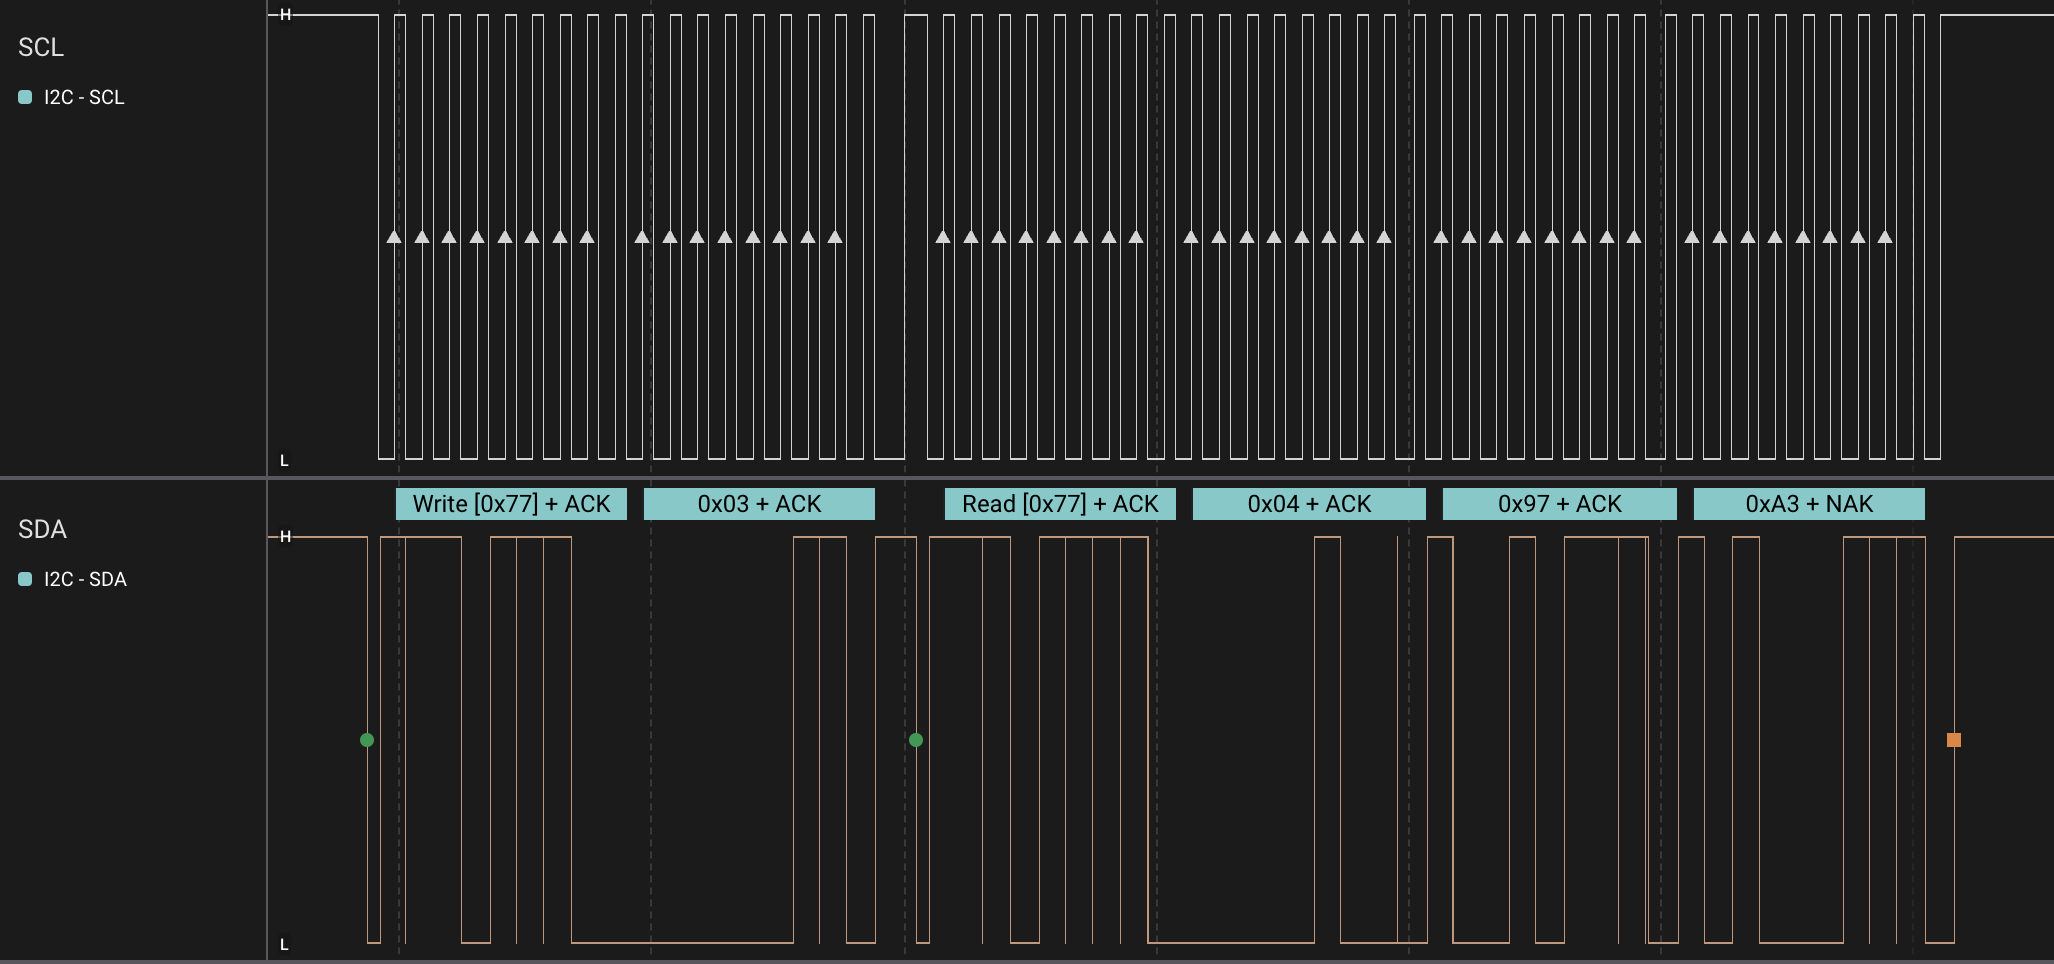 SCL
I2C - SCL
H
L
Write [0x77] + ACK
0x03 + ACK
Read [0x77] + ACK
0x04 + ACK
0x97 + ACK
0xA3 + NAK
SDA
I2C - SDA
H
L